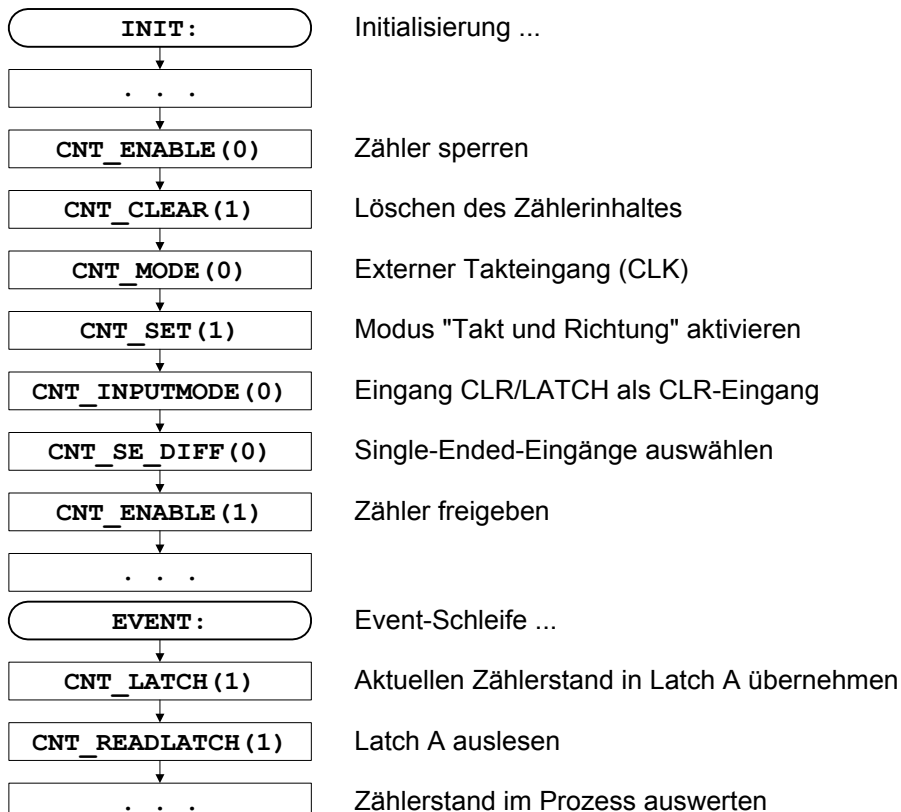 INIT: Initialisierung ...
. . .
CNT_ENABLE(0) Zähler sperren
CNT_CLEAR(1) Löschen des Zählerinhaltes
CNT_MODE(0) Externer Takteingang (CLK)
CNT_SET(1) Modus "Takt und Richtung" aktivieren
CNT_INPUTMODE(0) Eingang CLR/LATCH als CLR-Eingang
CNT_SE_DIFF(0) Single-Ended-Eingänge auswählen
CNT_ENABLE(1) Zähler freigeben
. . .
EVENT: Event-Schleife ...
CNT_LATCH(1) Aktuellen Zählerstand in Latch A übernehmen
CNT_READLATCH(1) Latch A auslesen
. . . Zählerstand im Prozess auswerten